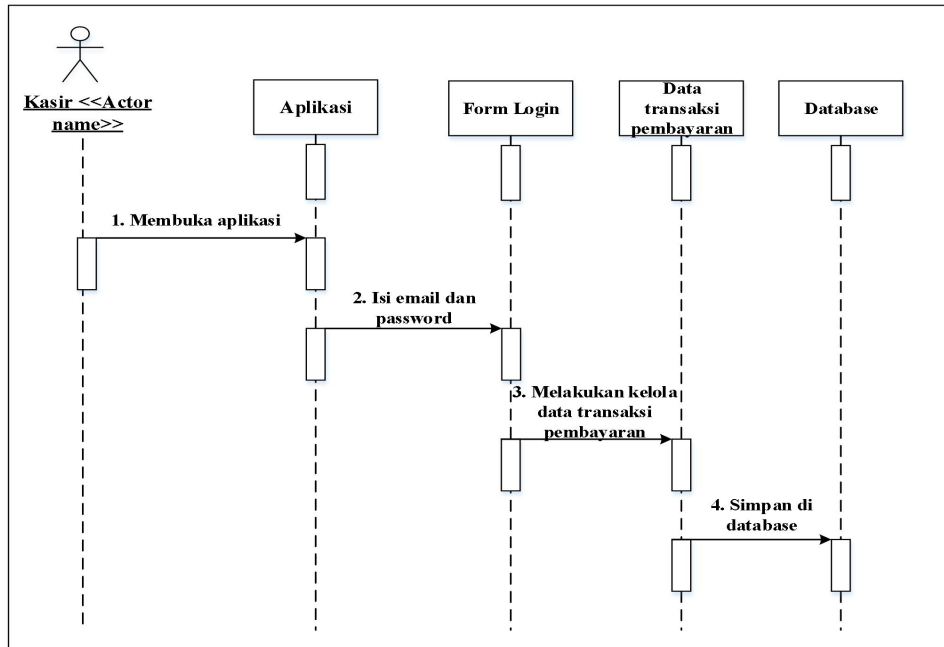 Kasir <<Actor
name>>
Aplikasi
Form Login
Data
transaksi
pembayaran
Database
1. Membuka aplikasi
2. Isi email dan
password
3. Melakukan kelola
data transaksi
pembayaran
4. Simpan di
database